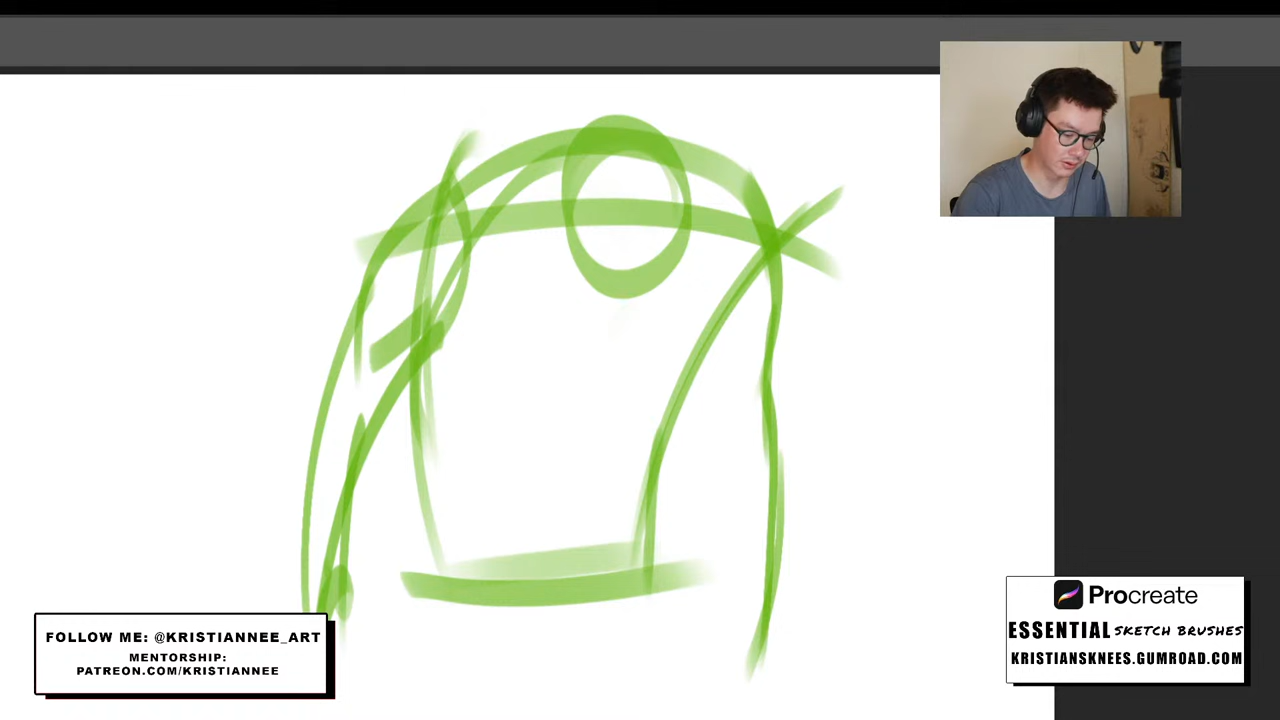 FOLLOW ME: @KRISTIANNEE_ART
MENTORSHIP:
PATREON.COM/KRISTIANNEE
Procreate
ESSENTIAL SKETCH BRUSHES
KRISTIANSKNEES.GUMROAD.COM